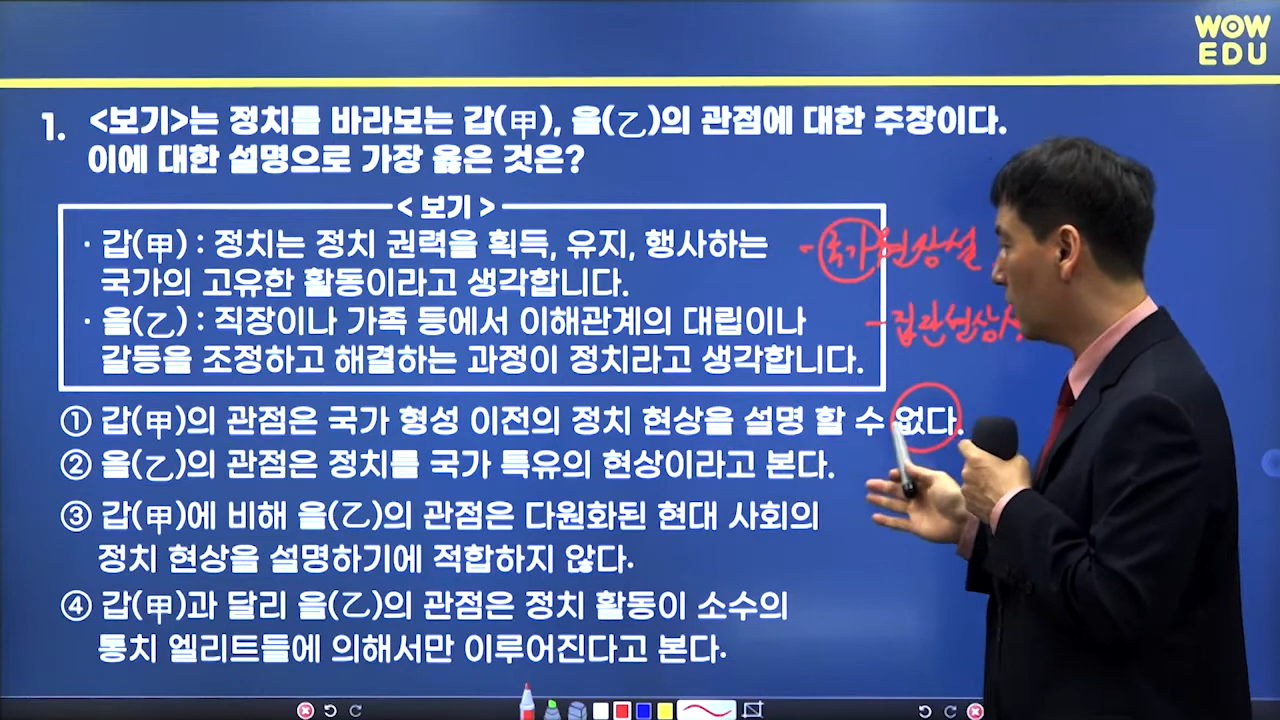 WOW
EDU
1. <보기>는 정치를 바라보는 갑(甲), 을(乙)의 관점에 대한 주장이다.
이에 대한 설명으로 가장 옳은 것은?
< 보기 >
· 갑(甲) : 정치는 정치 권력을 획득, 유지, 행사하는 - 국가현상설
국가의 고유한 활동이라고 생각합니다.
· 을(乙) : 직장이나 가족 등에서 이해관계의 대립이나 - 집단현상
갈등을 조정하고 해결하는 과정이 정치라고 생각합니다.
① 갑(甲)의 관점은 국가 형성 이전의 정치 현상을 설명 할 수 없다.
② 을(乙)의 관점은 정치를 국가 특유의 현상이라고 본다.
③ 갑(甲)에 비해 을(乙)의 관점은 다원화된 현대 사회의
정치 현상을 설명하기에 적합하지 않다.
④ 갑(甲)과 달리 을(乙)의 관점은 정치 활동이 소수의
통치 엘리트들에 의해서만 이루어진다고 본다.